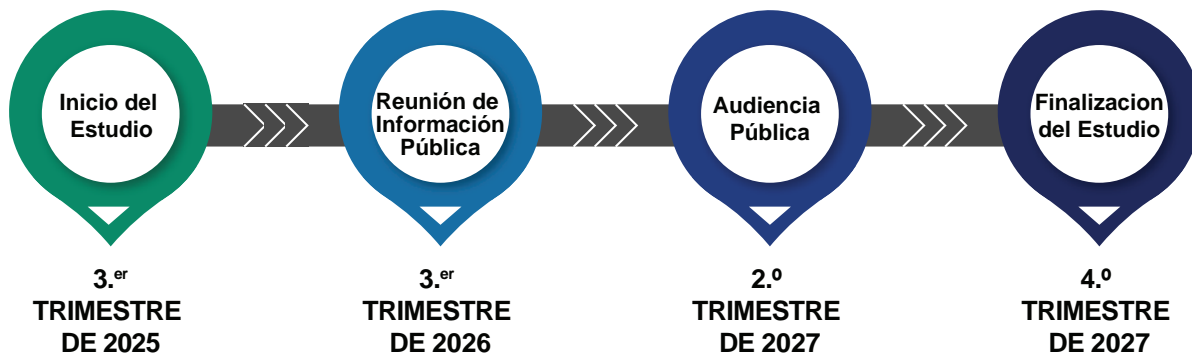 Inicio del
Estudio
Reunión de
Información
Pública
Audiencia
Pública
Finalizacion
del Estudio
3.er
TRIMESTRE
DE 2025
3.er
TRIMESTRE
DE 2026
2.º
TRIMESTRE
DE 2027
4.º
TRIMESTRE
DE 2027